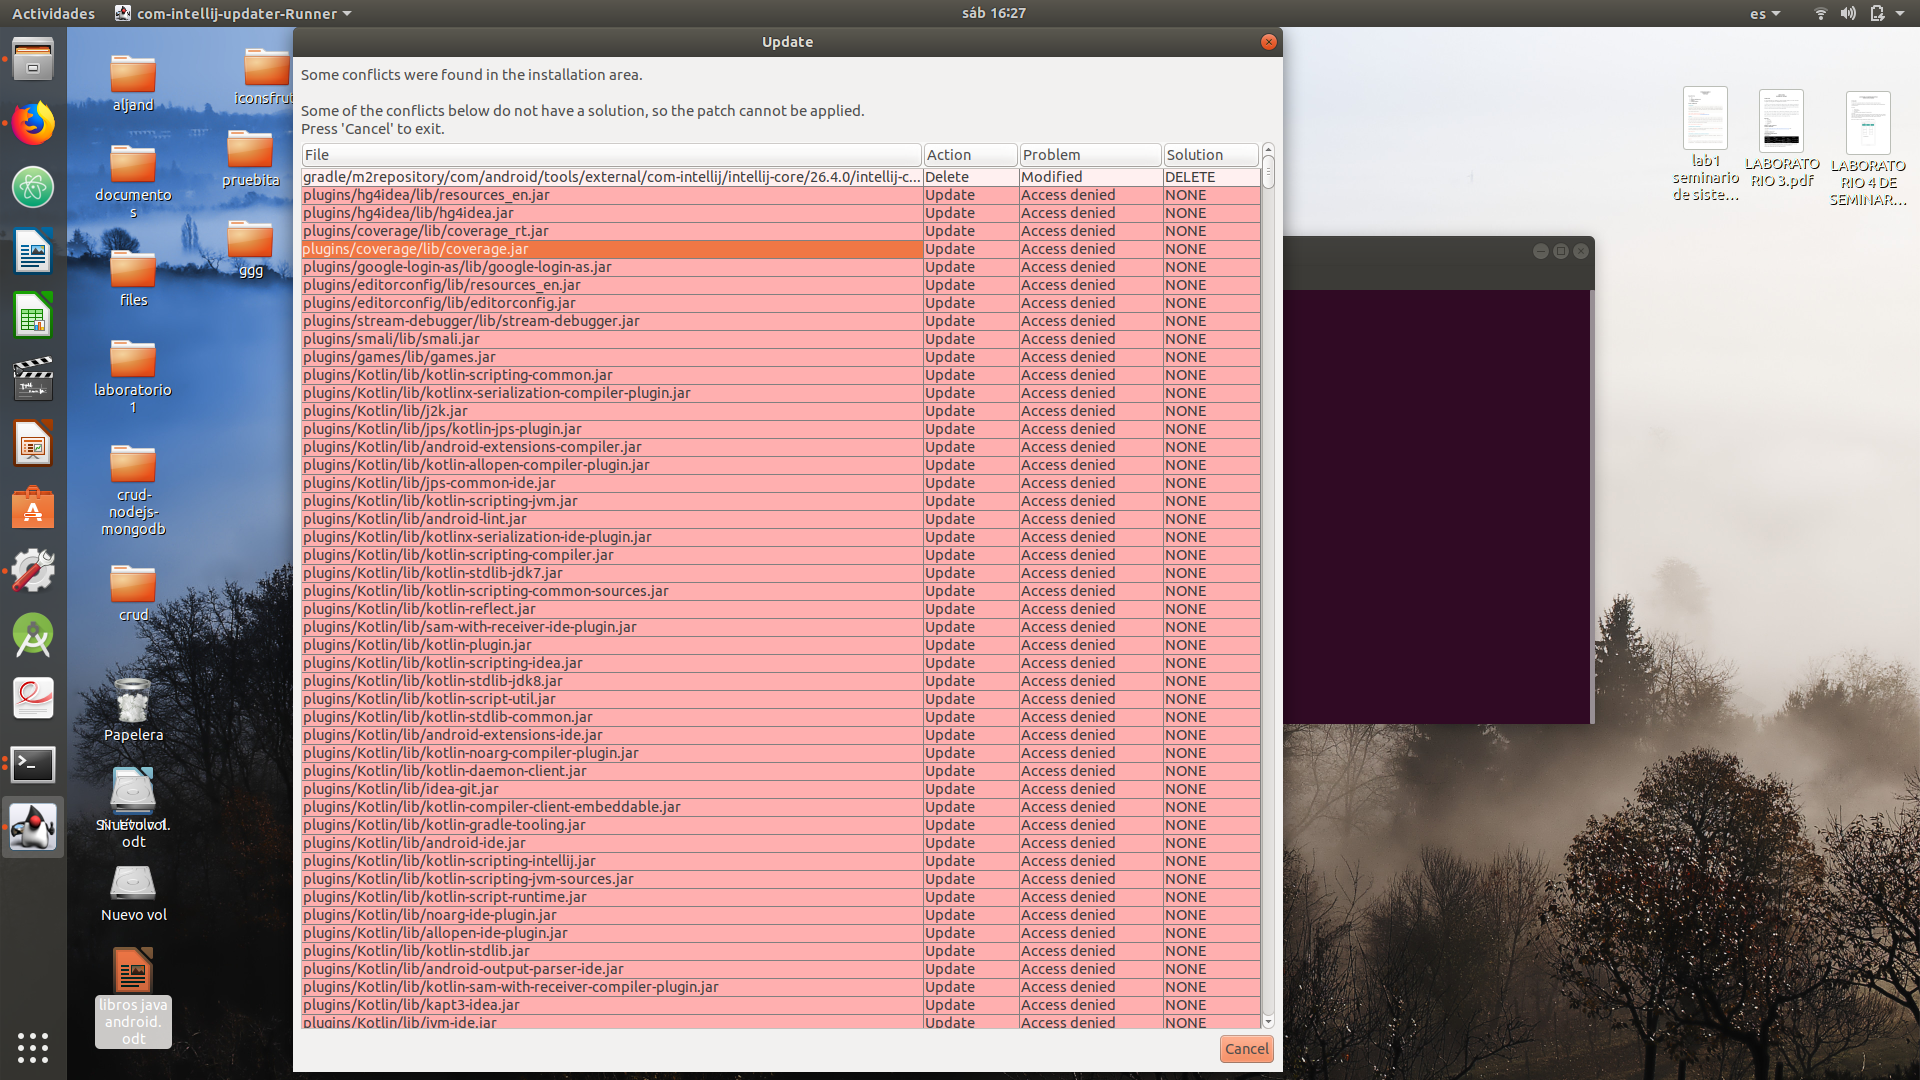 Actividades
com-intellij-updater-Runner
sáb 16:27
es
Update
Some conflicts were found in the installation area.
Some of the conflicts below do not have a solution, so the patch cannot be applied.
Press 'Cancel' to exit.
File Action Problem Solution
gradle/m2repository/com/android/tools/external/com-intellij/intellij-core/26.4.0/intellij-c... Delete Modified DELETE
plugins/hg4idea/lib/resources_en.jar Update Access denied NONE
plugins/hg4idea/lib/hg4idea.jar Update Access denied NONE
plugins/coverage/lib/coverage_rt.jar Update Access denied NONE
plugins/coverage/lib/coverage.jar Update Access denied NONE
plugins/google-login-as/lib/google-login-as.jar Update Access denied NONE
plugins/editorconfig/lib/resources_en.jar Update Access denied NONE
plugins/editorconfig/lib/editorconfig.jar Update Access denied NONE
plugins/stream-debugger/lib/stream-debugger.jar Update Access denied NONE
plugins/smali/lib/smali.jar Update Access denied NONE
plugins/games/lib/games.jar Update Access denied NONE
plugins/Kotlin/lib/kotlin-scripting-common.jar Update Access denied NONE
plugins/Kotlin/lib/kotlinx-serialization-compiler-plugin.jar Update Access denied NONE
plugins/Kotlin/lib/j2k.jar Update Access denied NONE
plugins/Kotlin/lib/jps/kotlin-jps-plugin.jar Update Access denied NONE
plugins/Kotlin/lib/android-extensions-compiler.jar Update Access denied NONE
plugins/Kotlin/lib/kotlin-allopen-compiler-plugin.jar Update Access denied NONE
plugins/Kotlin/lib/jps-common-ide.jar Update Access denied NONE
plugins/Kotlin/lib/kotlin-scripting-jvm.jar Update Access denied NONE
plugins/Kotlin/lib/android-lint.jar Update Access denied NONE
plugins/Kotlin/lib/kotlinx-serialization-ide-plugin.jar Update Access denied NONE
plugins/Kotlin/lib/kotlin-scripting-compiler.jar Update Access denied NONE
plugins/Kotlin/lib/kotlin-stdlib-jdk7.jar Update Access denied NONE
plugins/Kotlin/lib/kotlin-scripting-common-sources.jar Update Access denied NONE
plugins/Kotlin/lib/kotlin-reflect.jar Update Access denied NONE
plugins/Kotlin/lib/sam-with-receiver-ide-plugin.jar Update Access denied NONE
plugins/Kotlin/lib/kotlin-plugin.jar Update Access denied NONE
plugins/Kotlin/lib/kotlin-scripting-idea.jar Update Access denied NONE
plugins/Kotlin/lib/kotlin-stdlib-jdk8.jar Update Access denied NONE
plugins/Kotlin/lib/kotlin-script-util.jar Update Access denied NONE
plugins/Kotlin/lib/kotlin-stdlib-common.jar Update Access denied NONE
plugins/Kotlin/lib/android-extensions-ide.jar Update Access denied NONE
plugins/Kotlin/lib/kotlin-noarg-compiler-plugin.jar Update Access denied NONE
plugins/Kotlin/lib/kotlin-daemon-client.jar Update Access denied NONE
plugins/Kotlin/lib/idea-git.jar Update Access denied NONE
plugins/Kotlin/lib/kotlin-compiler-client-embeddable.jar Update Access denied NONE
plugins/Kotlin/lib/kotlin-gradle-tooling.jar Update Access denied NONE
plugins/Kotlin/lib/android-ide.jar Update Access denied NONE
plugins/Kotlin/lib/kotlin-scripting-intellij.jar Update Access denied NONE
plugins/Kotlin/lib/kotlin-scripting-jvm-sources.jar Update Access denied NONE
plugins/Kotlin/lib/kotlin-script-runtime.jar Update Access denied NONE
plugins/Kotlin/lib/noarg-ide-plugin.jar Update Access denied NONE
plugins/Kotlin/lib/allopen-ide-plugin.jar Update Access denied NONE
plugins/Kotlin/lib/kotlin-stdlib.jar Update Access denied NONE
plugins/Kotlin/lib/android-output-parser-ide.jar Update Access denied NONE
plugins/Kotlin/lib/kotlin-sam-with-receiver-compiler-plugin.jar Update Access denied NONE
plugins/Kotlin/lib/kapt3-idea.jar Update Access denied NONE
plugins/Kotlin/lib/jvm-ide.jar Update Access denied NONE
Cancel
aljand
iconsfrut
documento
s
pruebita
files
ggg
laboratorio
1
crud-
nodejs-
mongodb
crud
Papelera
odt
Nuevo vol
libros java
android.
odt
lab1
seminario
de siste...
LABORATO
RIO 3.pdf
LABORATO
RIO 4 DE
SEMINAR...